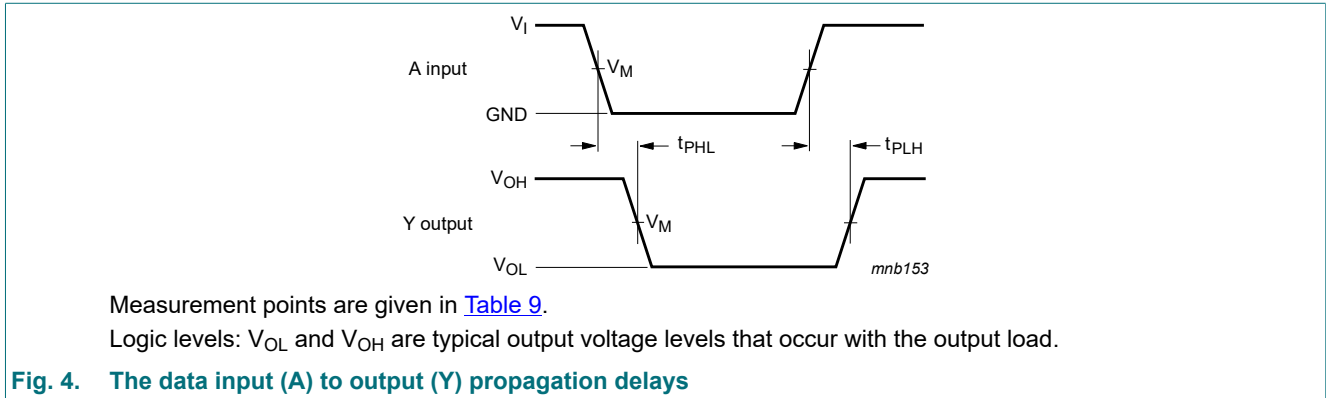 V_I
A input
V_M
GND
t_PHL
t_PLH
V_OH
Y output
V_M
V_OL
mnb153
Measurement points are given in Table 9.
Logic levels: V_OL and V_OH are typical output voltage levels that occur with the output load.
Fig. 4. The data input (A) to output (Y) propagation delays